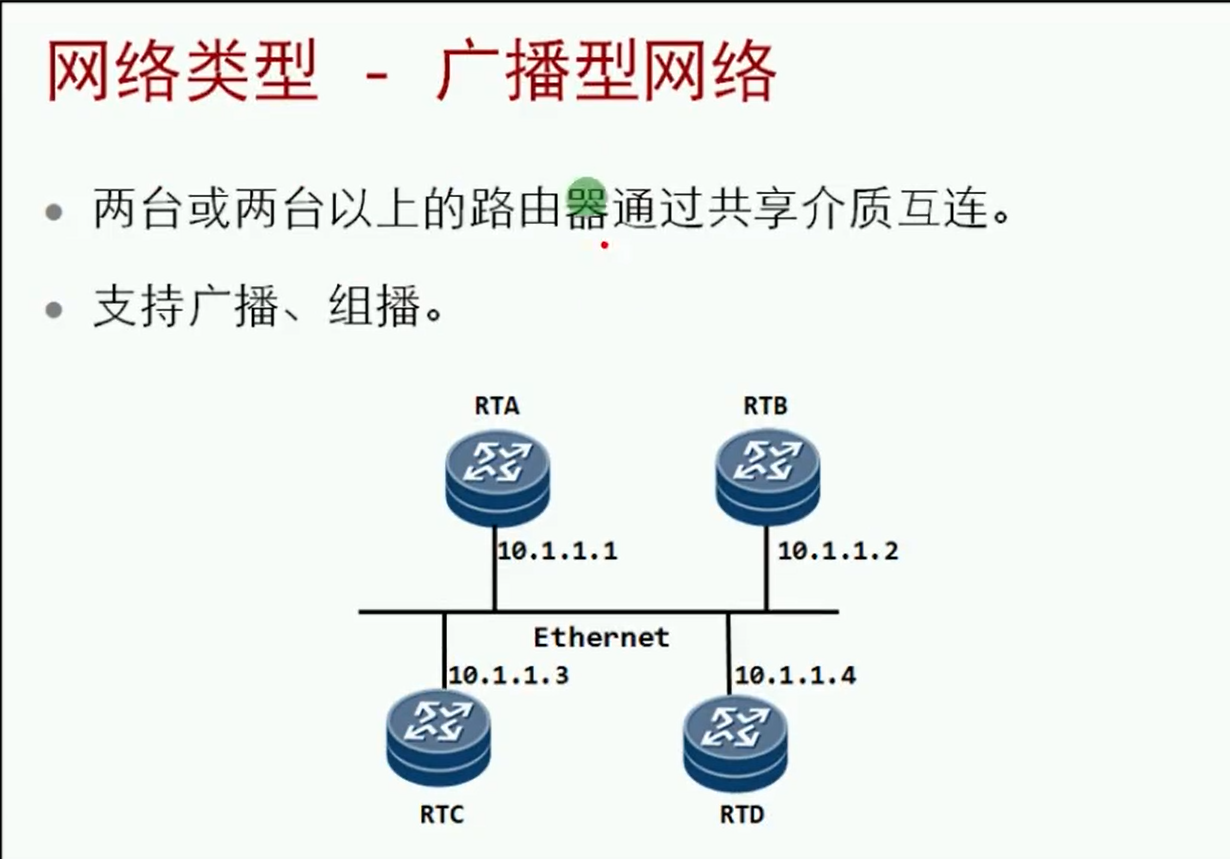 网络类型 - 广播型网络
两台或两台以上的路由器通过共享介质互连。
支持广播、组播。
RTA
RTB
10.1.1.1
10.1.1.2
Ethernet
10.1.1.3
10.1.1.4
RTC
RTD